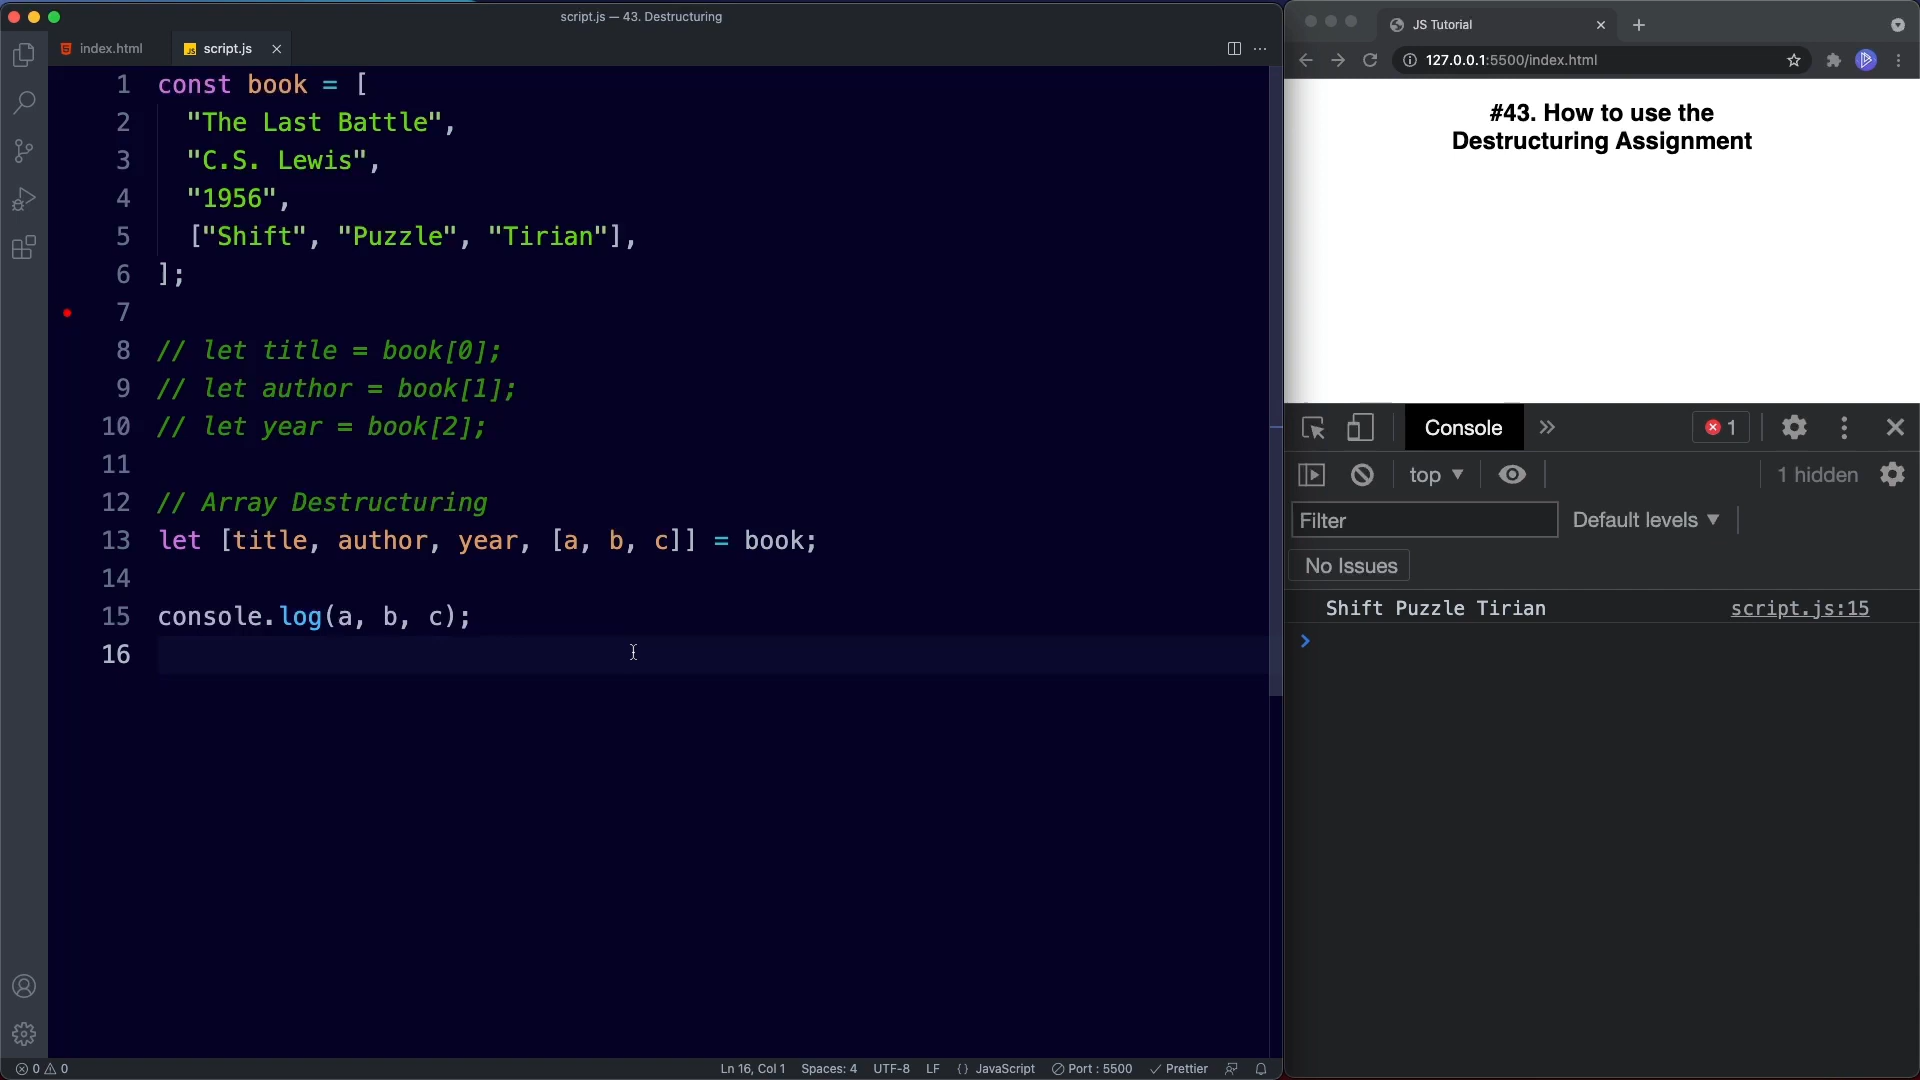 script.js — 43. Destructuring
index.html
script.js
1 const book = [
2 "The Last Battle",
3 "C.S. Lewis",
4 "1956",
5 ["Shift", "Puzzle", "Tirian"],
6 ];
7
8 // let title = book[0];
9 // let author = book[1];
10 // let year = book[2];
11
12 // Array Destructuring
13 let [title, author, year, [a, b, c]] = book;
14
15 console.log(a, b, c);
16
0 0
Ln 16, Col 1 Spaces: 4 UTF-8 LF {} JavaScript Port : 5500 Prettier
JS Tutorial
127.0.0.1:5500/index.html
#43. How to use the
Destructuring Assignment
Console » 1
top 1 hidden
Filter Default levels
No Issues
Shift Puzzle Tirian script.js:15